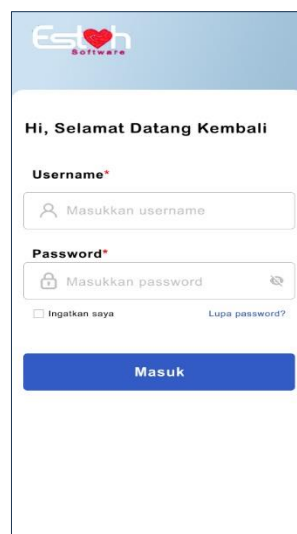 Software
Hi, Selamat Datang Kembali
Username*
Masukkan username
Password*
Masukkan password
Ingatkan saya
Lupa password?
Masuk